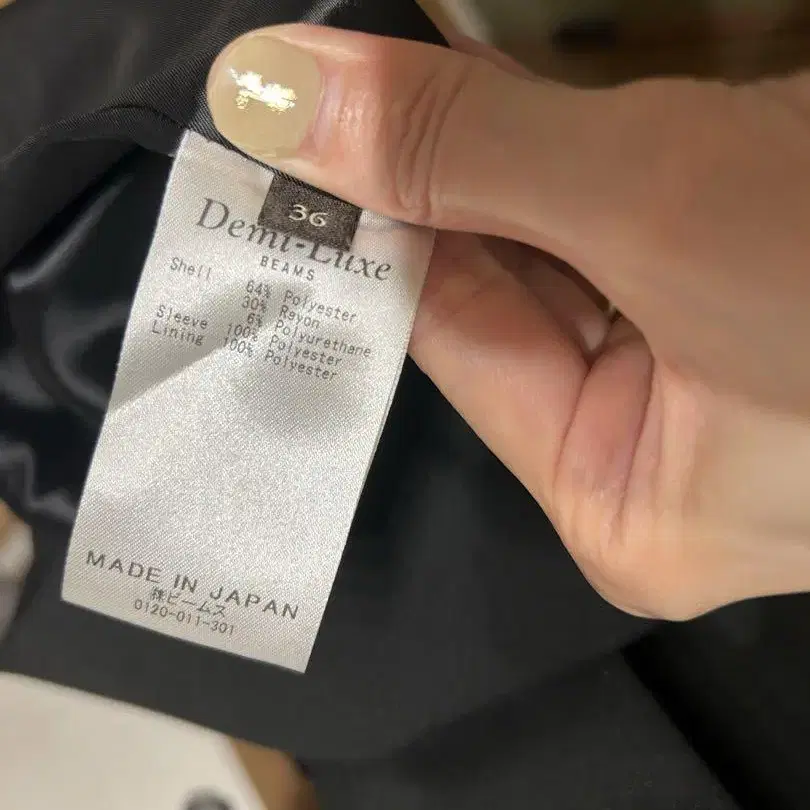 36
Demi-Luxe
BEAMS
Shell 64% Polyester
30% Rayon
6% Polyurethane
Sleeve 100% Polyester
Lining 100% Polyester
MADE IN JAPAN
㈱ビームス
0120-011-301